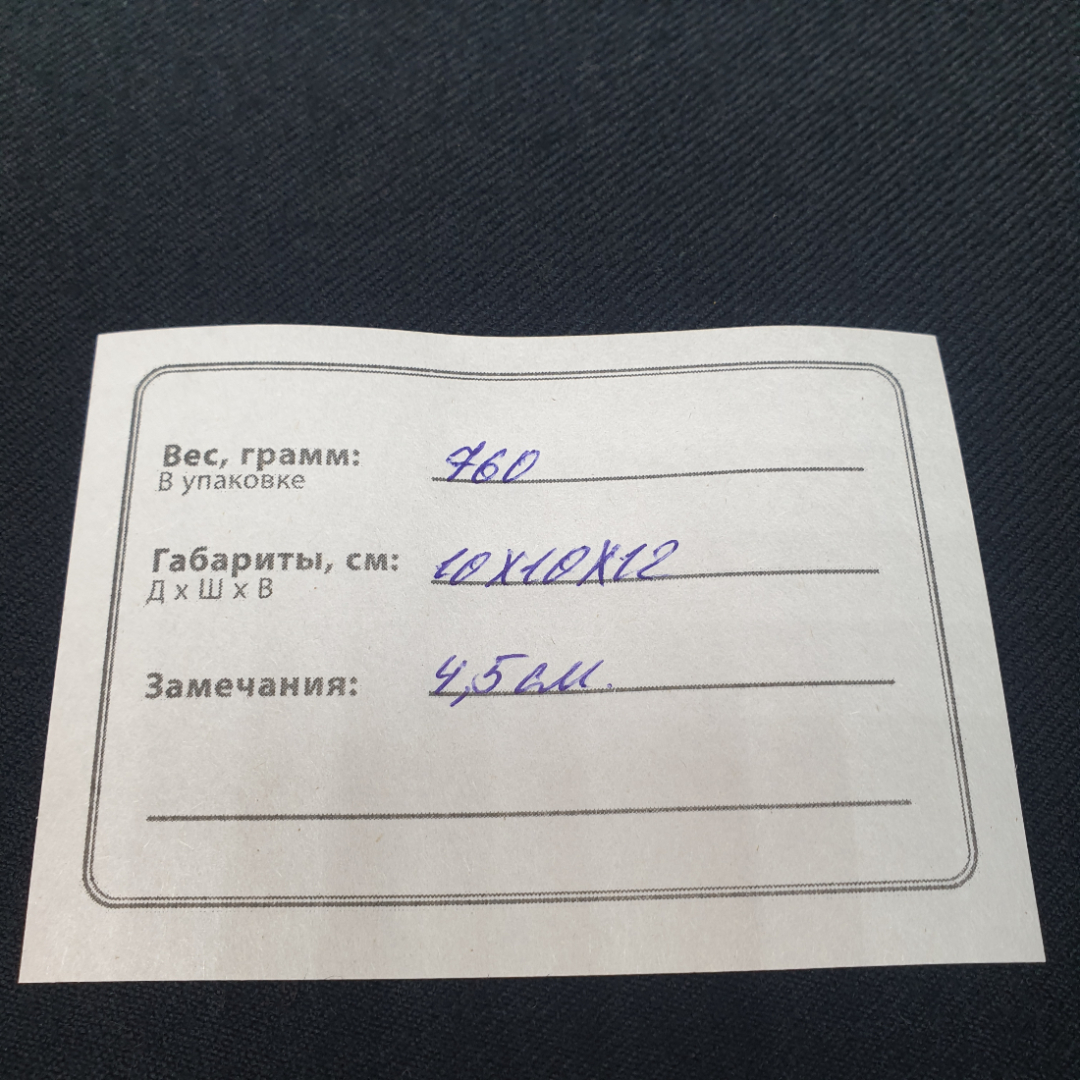 Вес, грамм: 760
В упаковке
Габариты, см: 10х10х12
Д х Ш х В
Замечания: 4,5 см.